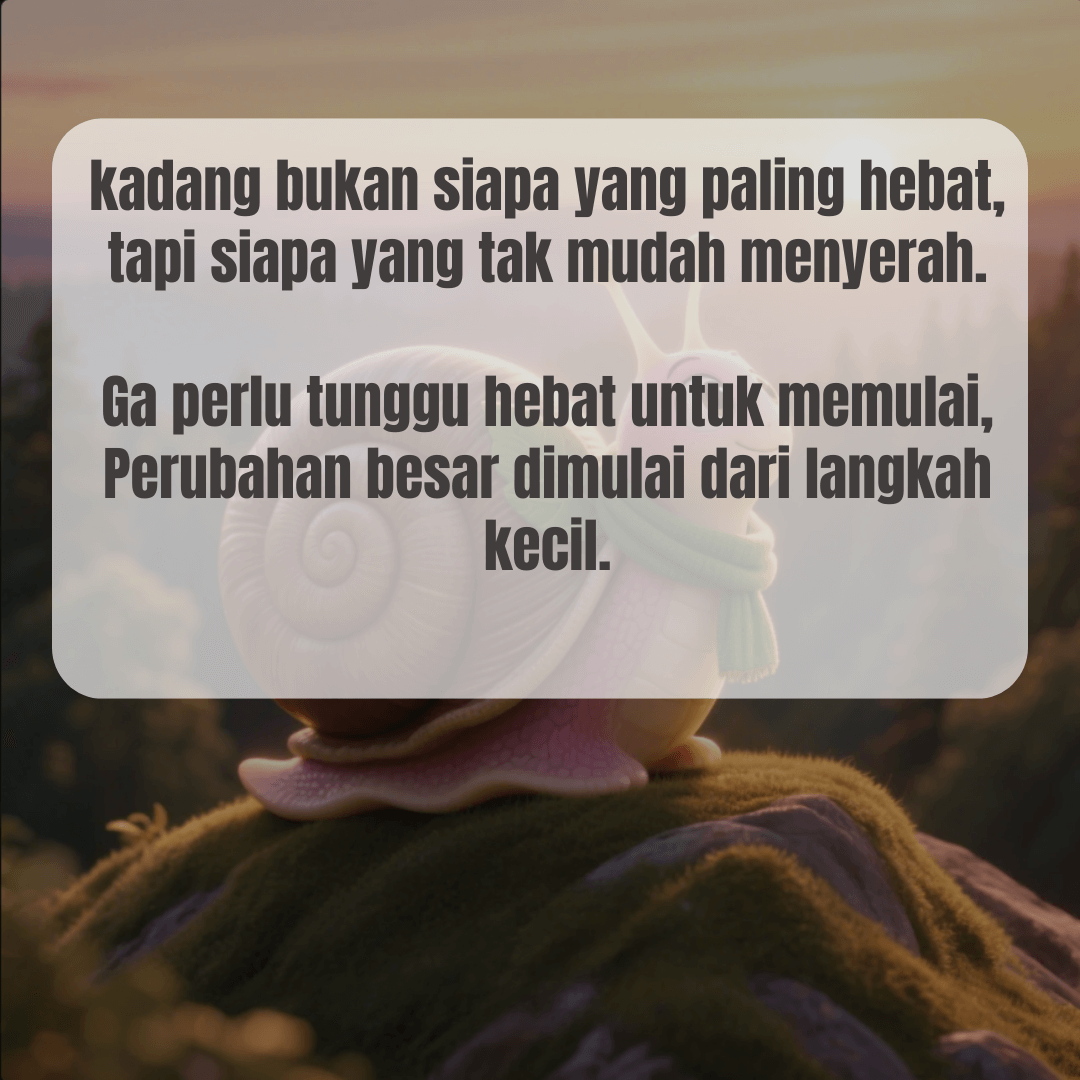 kadang bukan siapa yang paling hebat,
tapi siapa yang tak mudah menyerah.
Ga perlu tunggu hebat untuk memulai,
Perubahan besar dimulai dari langkah
kecil.